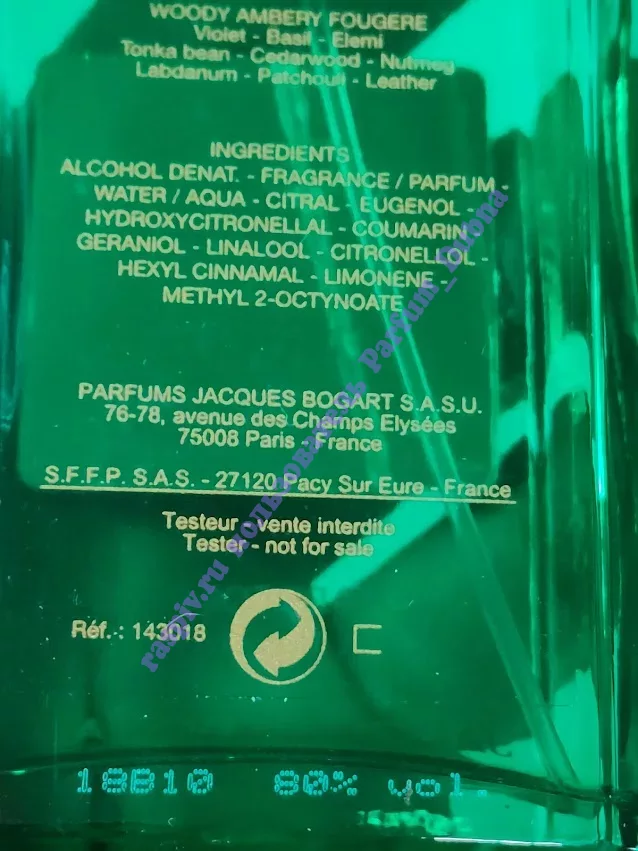 WOODY AMBERY FOUGERE
Violet - Basil - Elemi
Tonka bean - Cedarwood - Nutmeg
Labdanum - Patchouli - Leather
INGREDIENTS
ALCOHOL DENAT. - FRAGRANCE / PARFUM -
WATER / AQUA - CITRAL - EUGENOL -
HYDROXYCITRONELLAL - COUMARIN
GERANIOL - LINALOOL - CITRONELLOL -
HEXYL CINNAMAL - LIMONENE -
METHYL 2-OCTYNOATE
PARFUMS JACQUES BOGART S.A.S.U.
76-78, avenue des Champs Elysées
75008 Paris - France
S.F.F.P. S.A.S. - 27120 Pacy Sur Eure - France
Testeur - vente interdite
Tester - not for sale
Réf.: 143018
18B10 80% vol.
пользователь Parfum_